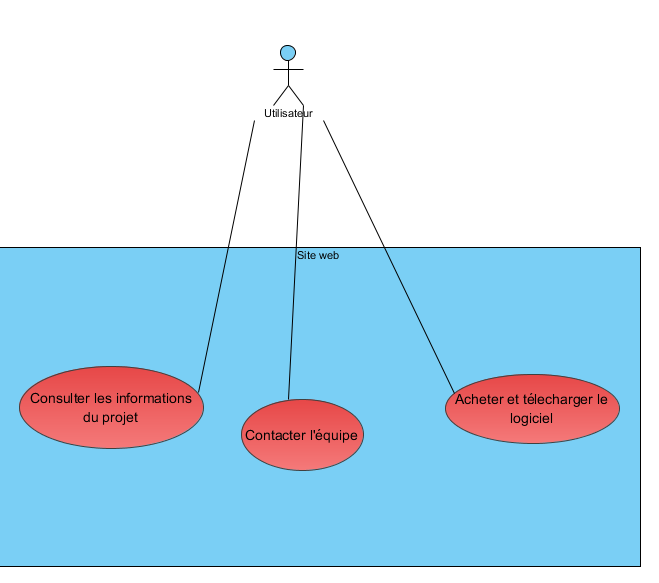 Utilisateur
Site web
Consulter les informations
du projet
Contacter l'équipe
Acheter et télecharger le
logiciel